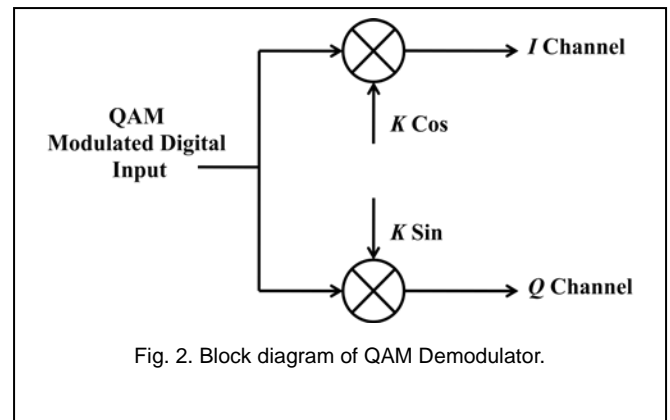 I Channel
QAM
Modulated Digital
Input
K Cos
K Sin
Q Channel
Fig. 2. Block diagram of QAM Demodulator.